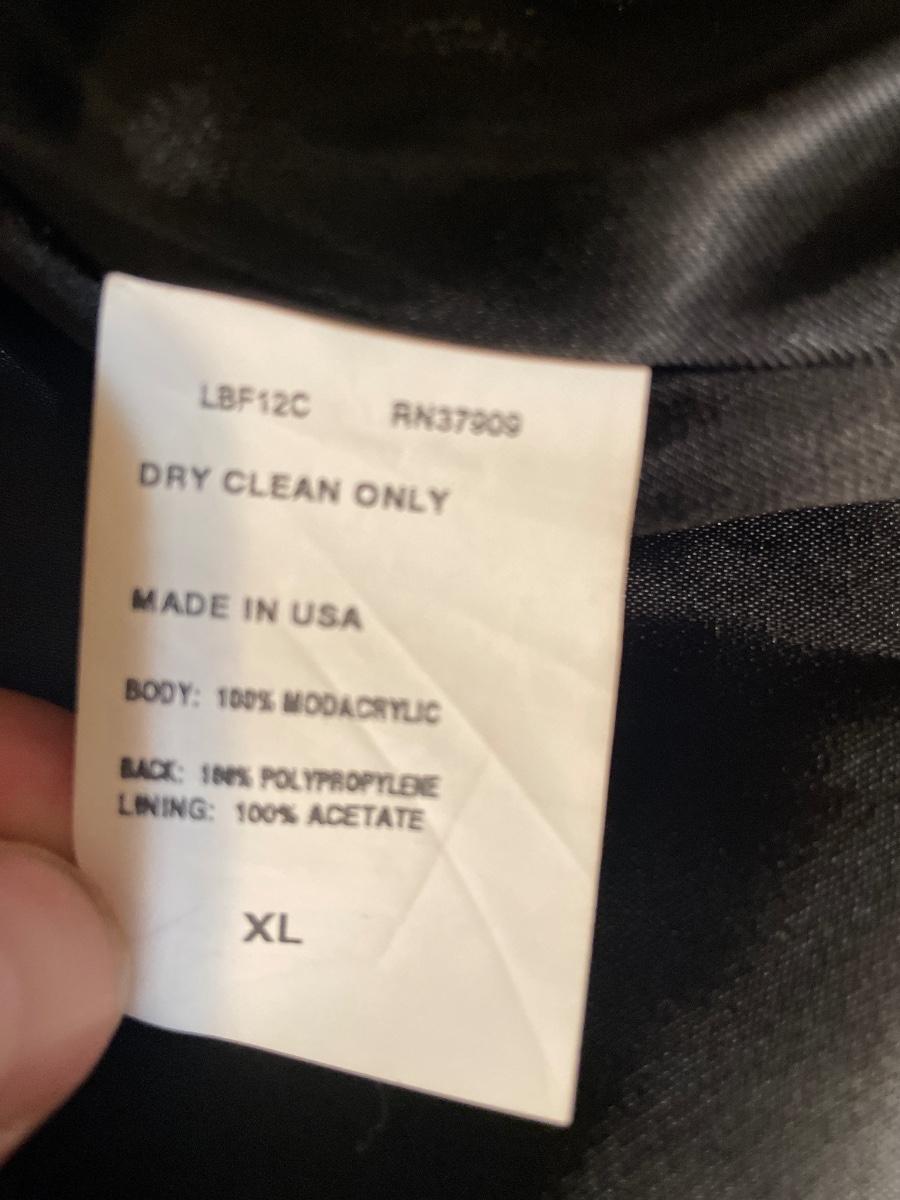 LBF12C RN37909
DRY CLEAN ONLY
MADE IN USA
BODY: 100% MODACRYLIC
BACK: 100% POLYPROPYLENE
LINING: 100% ACETATE
XL